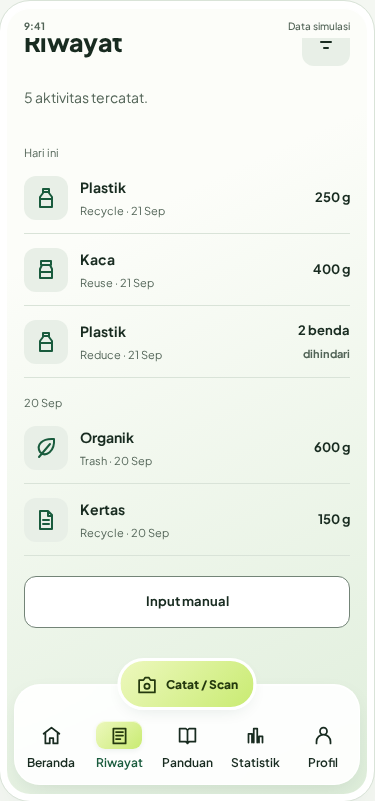 9:41
Data simulasi
Riwayat
5 aktivitas tercatat.
Hari ini
Plastik
250 g
Recycle · 21 Sep
Kaca
400 g
Reuse · 21 Sep
Plastik
2 benda
Reduce · 21 Sep
dihindari
20 Sep
Organik
600 g
Trash · 20 Sep
Kertas
150 g
Recycle · 20 Sep
Input manual
Catat / Scan
Beranda
Riwayat
Panduan
Statistik
Profil